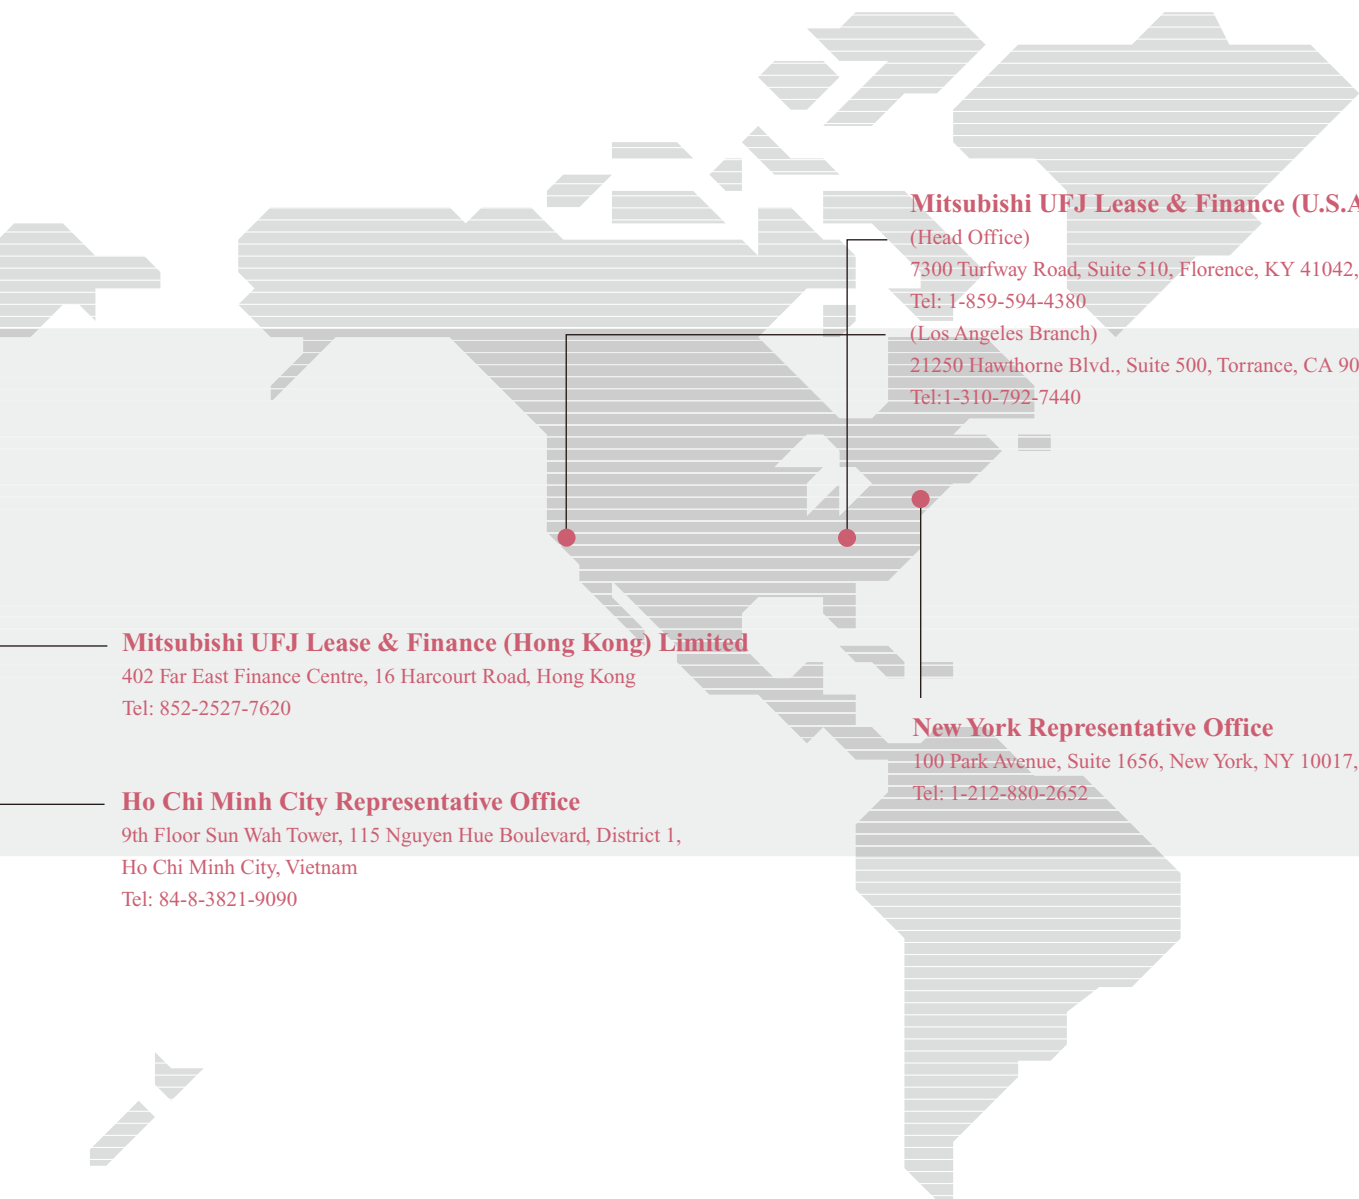 Mitsubishi UFJ Lease & Finance (U.S.A
(Head Office)
7300 Turfway Road, Suite 510, Florence, KY 41042,
Tel: 1-859-594-4380
(Los Angeles Branch)
21250 Hawthorne Blvd., Suite 500, Torrance, CA 90
Tel:1-310-792-7440
Mitsubishi UFJ Lease & Finance (Hong Kong) Limited
402 Far East Finance Centre, 16 Harcourt Road, Hong Kong
Tel: 852-2527-7620
New York Representative Office
100 Park Avenue, Suite 1656, New York, NY 10017,
Tel: 1-212-880-2652
Ho Chi Minh City Representative Office
9th Floor Sun Wah Tower, 115 Nguyen Hue Boulevard, District 1,
Ho Chi Minh City, Vietnam
Tel: 84-8-3821-9090